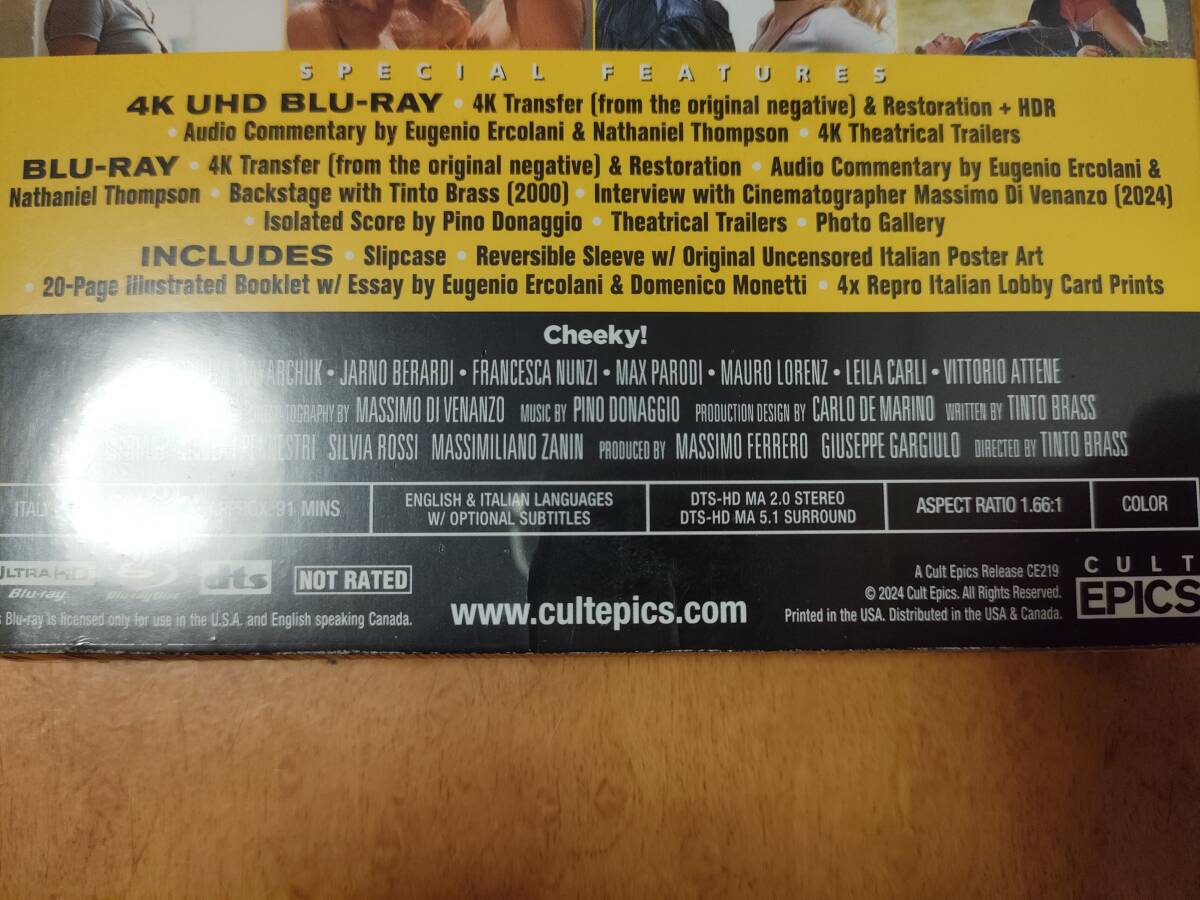 SPECIAL FEATURES
4K UHD BLU-RAY • 4K Transfer (from the original negative) & Restoration + HDR
• Audio Commentary by Eugenio Ercolani & Nathaniel Thompson • 4K Theatrical Trailers
BLU-RAY • 4K Transfer (from the original negative) & Restoration • Audio Commentary by Eugenio Ercolani &
Nathaniel Thompson • Backstage with Tinto Brass (2000) • Interview with Cinematographer Massimo Di Venanzo (2024)
• Isolated Score by Pino Donaggio • Theatrical Trailers • Photo Gallery
INCLUDES • Slipcase • Reversible Sleeve w/ Original Uncensored Italian Poster Art
• 20-Page Illustrated Booklet w/ Essay by Eugenio Ercolani & Domenico Monetti • 4x Repro Italian Lobby Card Prints
Cheeky!
• JARNO BERARDI • FRANCESCA NUNZI • MAX PARODI • MAURO LORENZ • LEILA CARLI • VITTORIO ATTENE
BY MASSIMO DI VENANZO MUSIC BY PINO DONAGGIO PRODUCTION DESIGN BY CARLO DE MARINO WRITTEN BY TINTO BRASS
SILVIA ROSSI MASSIMILIANO ZANIN PRODUCED BY MASSIMO FERRERO GIUSEPPE GARGIULO DIRECTED BY TINTO BRASS
ITALY
APPROX. 91 MINS
ENGLISH & ITALIAN LANGUAGES
W/ OPTIONAL SUBTITLES
DTS-HD MA 2.0 STEREO
DTS-HD MA 5.1 SURROUND
ASPECT RATIO 1.66:1
COLOR
ULTRA HD
Blu-ray
Blu-ray Disc
dts
NOT RATED
Blu-ray is licensed only for use in the U.S.A. and English speaking Canada.
www.cultepics.com
A Cult Epics Release CE219
© 2024 Cult Epics. All Rights Reserved.
Printed in the USA. Distributed in the USA & Canada.
CULT
EPICS